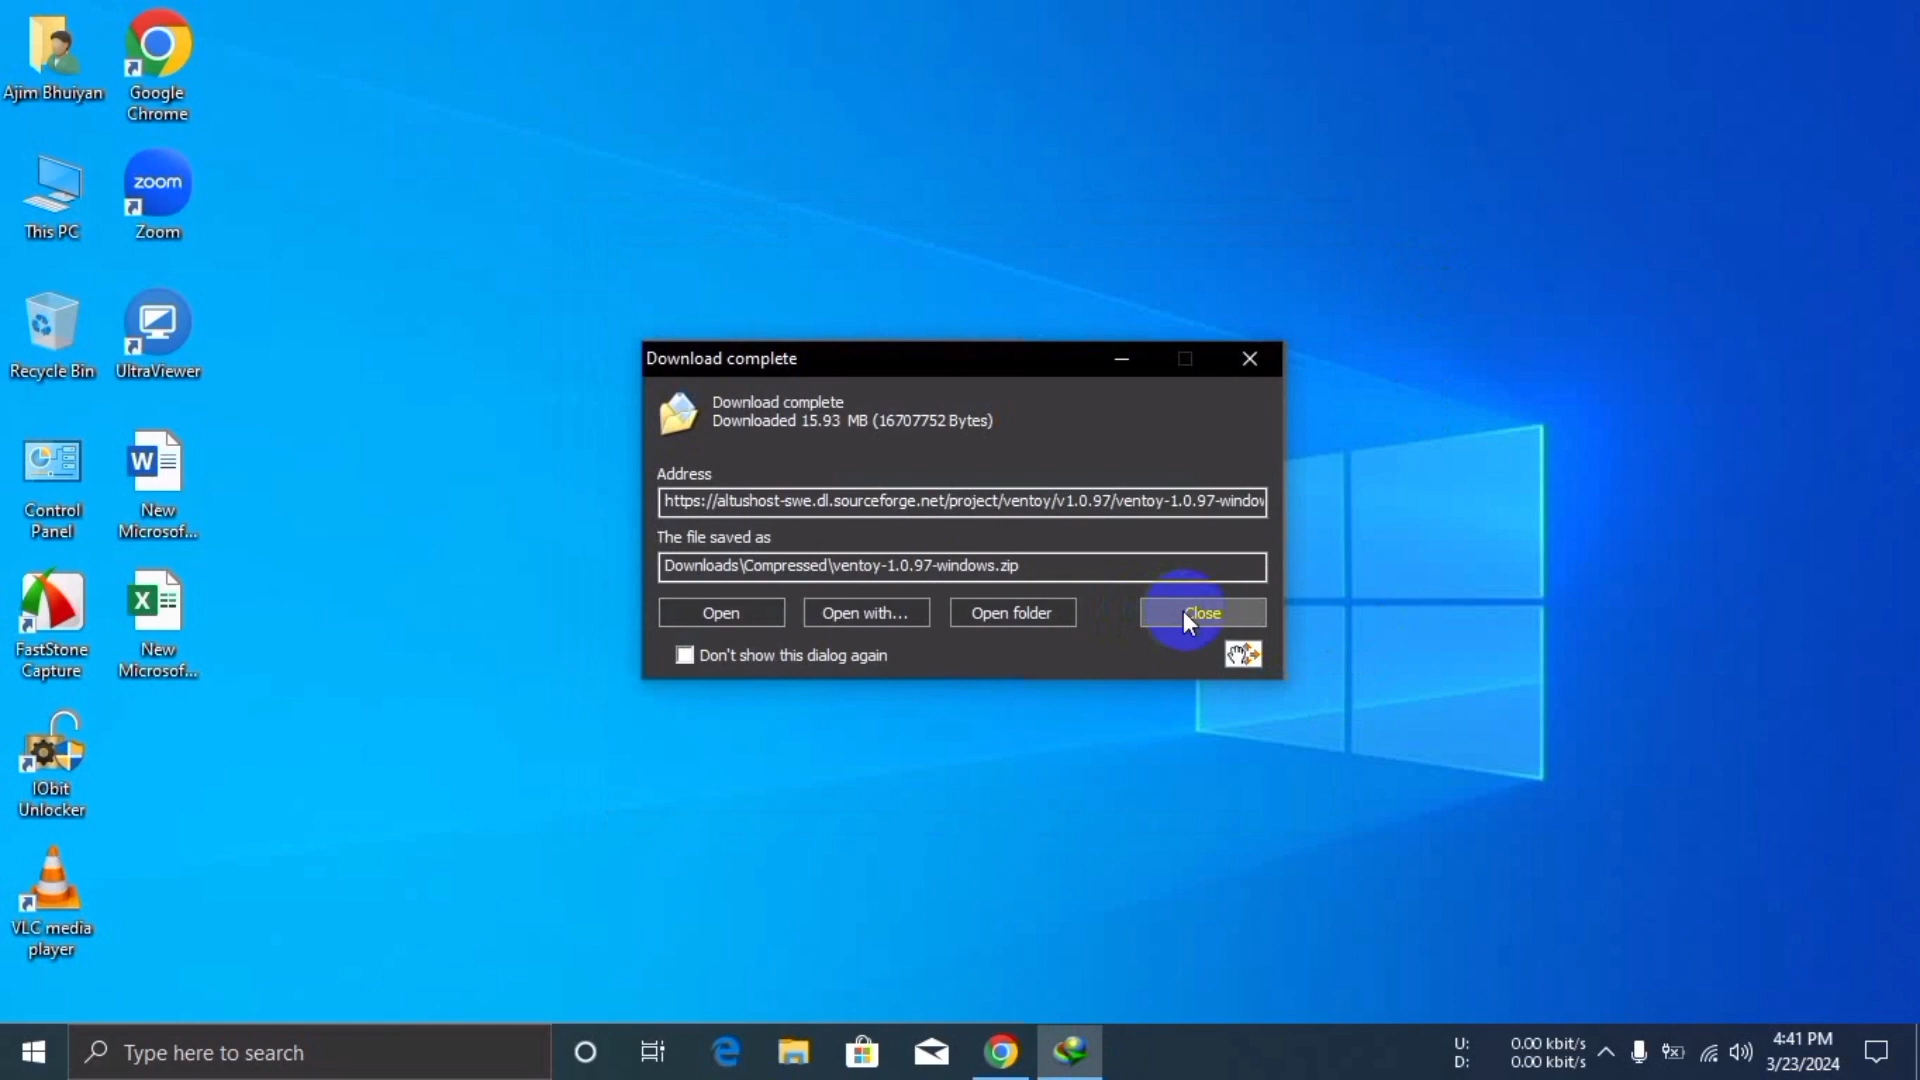 Ajim Bhuiyan
Google
Chrome
This PC
zoom
Zoom
Recycle Bin
UltraViewer
Control
Panel
W
New
Microsof...
FastStone
Capture
X
New
Microsof...
IObit
Unlocker
VLC media
player
Download complete
Download complete
Downloaded 15.93 MB (16707752 Bytes)
Address
https://altushost-swe.dl.sourceforge.net/project/ventoy/v1.0.97/ventoy-1.0.97-window
The file saved as
Downloads\Compressed\ventoy-1.0.97-windows.zip
Open
Open with...
Open folder
Close
Don't show this dialog again
Type here to search
U: 0.00 kbit/s
D: 0.00 kbit/s
4:41 PM
3/23/2024